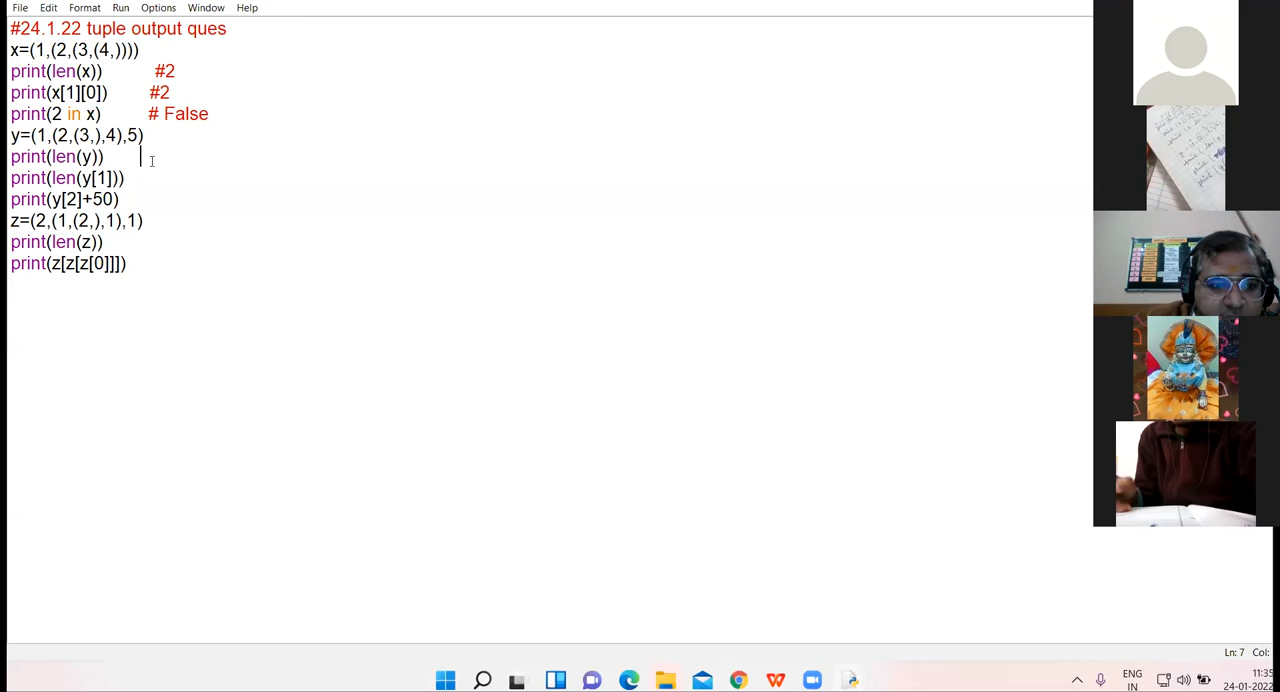 File Edit Format Run Options Window Help
#24.1.22 tuple output ques
x=(1,(2,(3,(4,))))
print(len(x)) #2
print(x[1][0]) #2
print(2 in x) # False
y=(1,(2,(3,),4),5)
print(len(y))
print(len(y[1]))
print(y[2]+50)
z=(2,(1,(2,),1),1)
print(len(z))
print(z[z[z[0]]])
Ln: 7 Col:
ENG
IN
11:35
24-01-2022